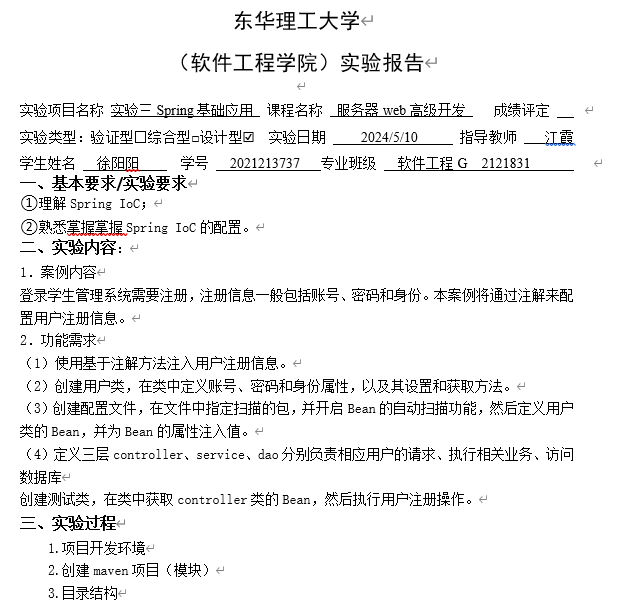 东华理工大学
（软件工程学院）实验报告
实验项目名称 实验三 Spring 基础应用 课程名称 服务器 web 高级开发 成绩评定
实验类型：验证型☐综合型□设计型☑ 实验日期 2024/5/10 指导教师 江霞
学生姓名 徐阳阳 学号 2021213737 专业班级 软件工程 G 2121831
一、基本要求/实验要求
①理解 Spring IoC；
②熟悉掌握掌握 Spring IoC 的配置。
二、实验内容：
1. 案例内容
登录学生管理系统需要注册，注册信息一般包括账号、密码和身份。本案例将通过注解来配
置用户注册信息。
2. 功能需求
（1）使用基于注解方法注入用户注册信息。
（2）创建用户类，在类中定义账号、密码和身份属性，以及其设置和获取方法。
（3）创建配置文件，在文件中指定扫描的包，并开启 Bean 的自动扫描功能，然后定义用户
类的 Bean，并为 Bean 的属性注入值。
（4）定义三层 controller、service、dao 分别负责相应用户的请求、执行相关业务、访问
数据库
创建测试类，在类中获取 controller 类的 Bean，然后执行用户注册操作。
三、实验过程
1.项目开发环境
2.创建 maven 项目（模块）
3.目录结构